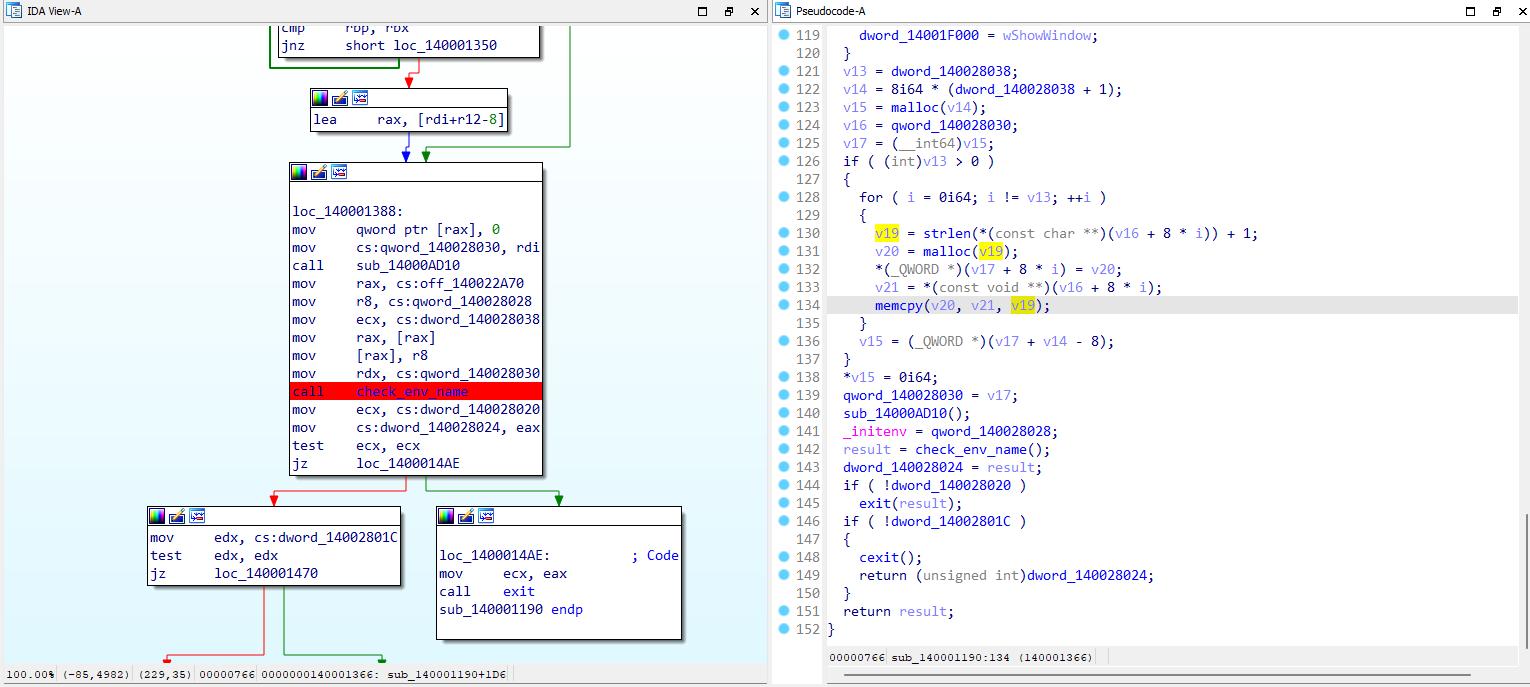 IDA View-A
cmp rbp, rbx
jnz short loc_140001350
lea rax, [rdi+r12-8]
loc_140001388:
mov qword ptr [rax], 0
mov cs:qword_140028030, rdi
call sub_14000AD10
mov rax, cs:off_140022A70
mov r8, cs:qword_140028028
mov ecx, cs:dword_140028038
mov rax, [rax]
mov [rax], r8
mov rdx, cs:qword_140028030
call check_env_name
mov ecx, cs:dword_140028020
mov cs:dword_140028024, eax
test ecx, ecx
jz loc_1400014AE
mov edx, cs:dword_14002801C
test edx, edx
jz loc_140001470
loc_1400014AE: ; Code
mov ecx, eax
call exit
sub_140001190 endp
100.00% (-85,4982) (229,35) 00000766 0000000140001366: sub_140001190+1D6
Pseudocode-A
119 dword_14001F000 = wShowWindow;
120 }
121 v13 = dword_140028038;
122 v14 = 8i64 * (dword_140028038 + 1);
123 v15 = malloc(v14);
124 v16 = qword_140028030;
125 v17 = (__int64)v15;
126 if ( (int)v13 > 0 )
127 {
128 for ( i = 0i64; i != v13; ++i )
129 {
130 v19 = strlen(*(const char **)(v16 + 8 * i)) + 1;
131 v20 = malloc(v19);
132 *(_QWORD *)(v17 + 8 * i) = v20;
133 v21 = *(const void **)(v16 + 8 * i);
134 memcpy(v20, v21, v19);
135 }
136 v15 = (_QWORD *)(v17 + v14 - 8);
137 }
138 *v15 = 0i64;
139 qword_140028030 = v17;
140 sub_14000AD10();
141 _initenv = qword_140028028;
142 result = check_env_name();
143 dword_140028024 = result;
144 if ( !dword_140028020 )
145 exit(result);
146 if ( !dword_14002801C )
147 {
148 cexit();
149 return (unsigned int)dword_140028024;
150 }
151 return result;
152 }
00000766 sub_140001190:134 (140001366)